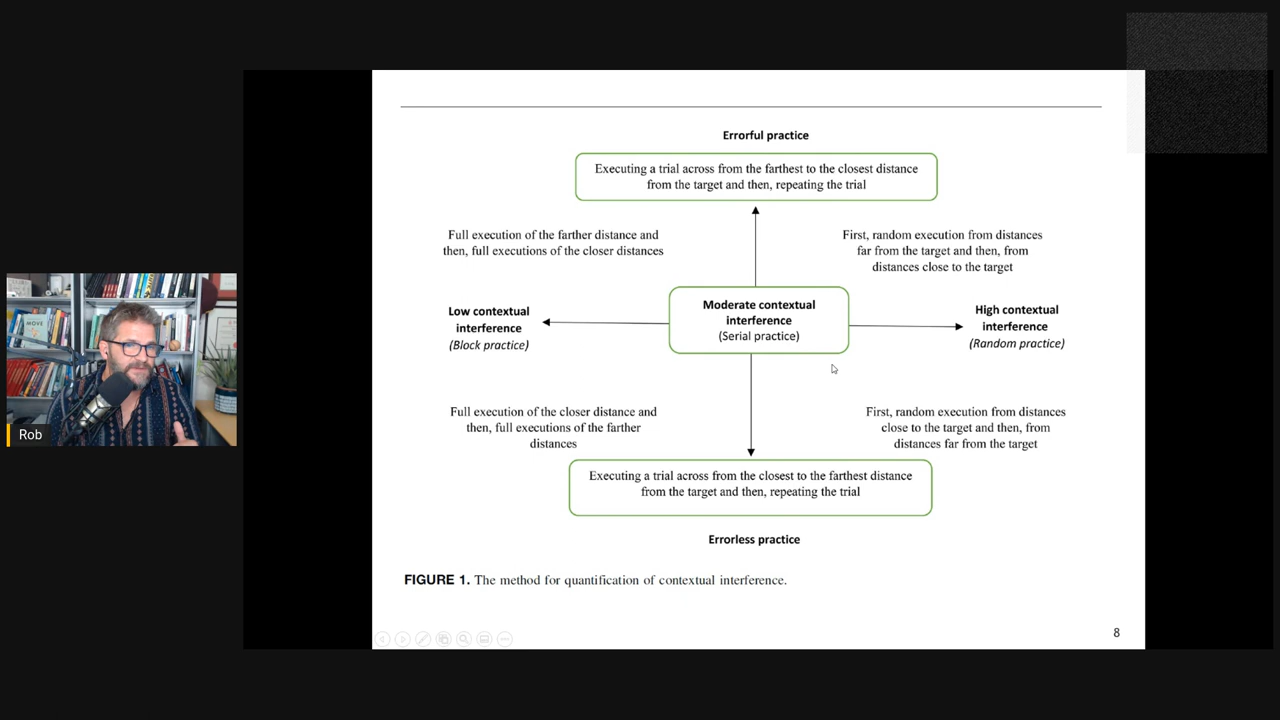 Errorful practice
Executing a trial across from the farthest to the closest distance
from the target and then, repeating the trial
Full execution of the farther distance and
then, full executions of the closer distances
First, random execution from distances
far from the target and then, from
distances close to the target
Low contextual
interference
(Block practice)
Moderate contextual
interference
(Serial practice)
High contextual
interference
(Random practice)
Full execution of the closer distance and
then, full executions of the farther
distances
First, random execution from distances
close to the target and then, from
distances far from the target
Executing a trial across from the closest to the farthest distance
from the target and then, repeating the trial
Errorless practice
FIGURE 1. The method for quantification of contextual interference.
8
MOVE
Rob